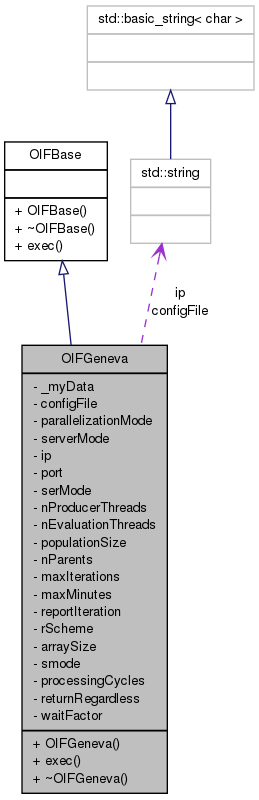 std::basic_string< char >
OIFBase
+ OIFBase()
+ ~OIFBase()
+ exec()
std::string
ip
configFile
OIFGeneva
- _myData
- configFile
- parallelizationMode
- serverMode
- ip
- port
- serMode
- nProducerThreads
- nEvaluationThreads
- populationSize
- nParents
- maxIterations
- maxMinutes
- reportIteration
- rScheme
- arraySize
- smode
- processingCycles
- returnRegardless
- waitFactor
+ OIFGeneva()
+ exec()
+ ~OIFGeneva()